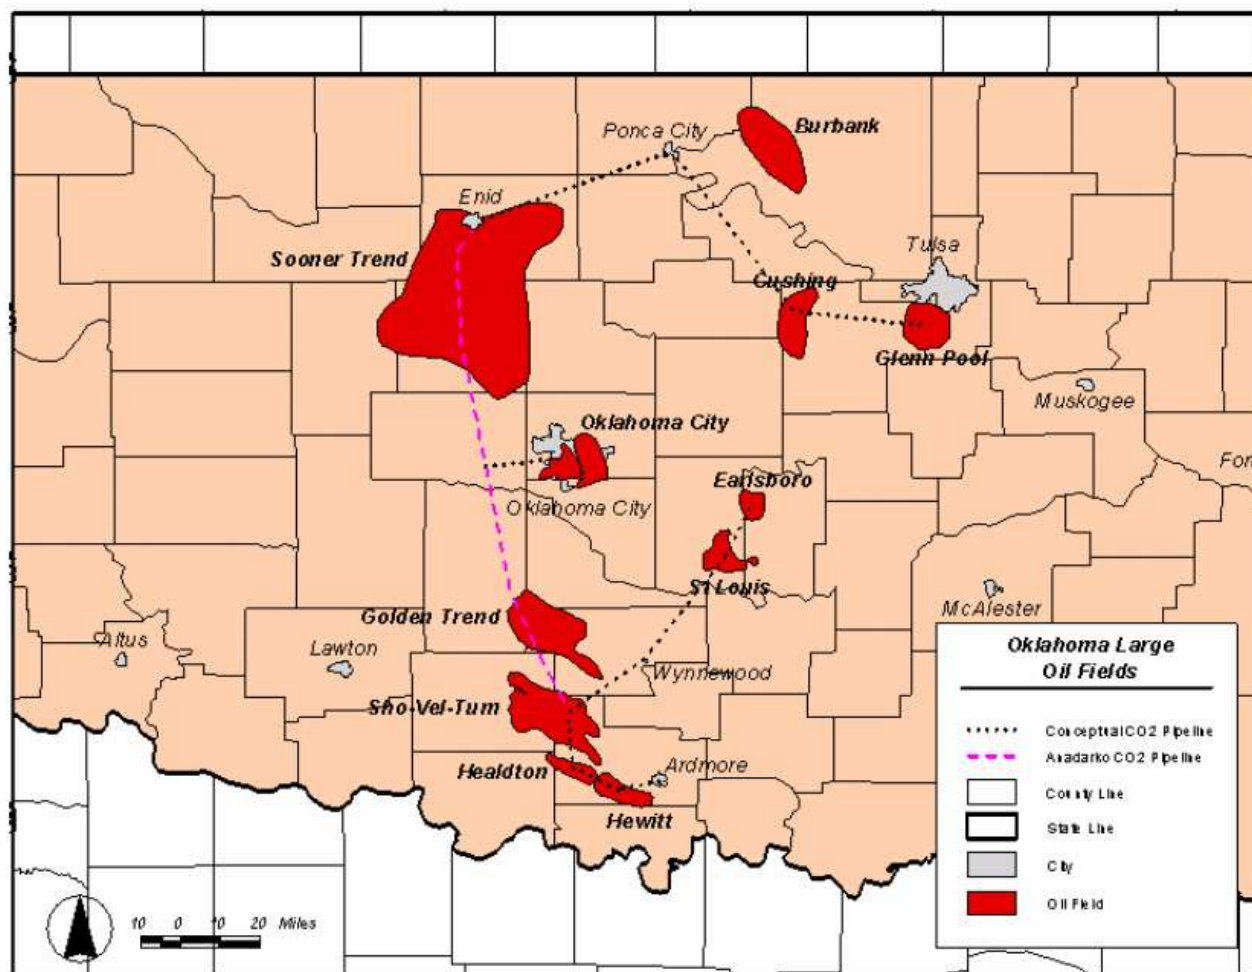 Burbank
Ponca City
Enid
Tulsa
Sooner Trend
Cushing
Glenn Pool
Muskogee
Oklahoma City
Earlsboro
Oklahoma City
St Louis
McAlester
Golden Trend
Altus
Lawton
Wynnewood
Sho-Vel-Tum
Healdton
Ardmore
Hewitt
Oklahoma Large
Oil Fields
Conceptual CO2 Pipeline
Anadarko CO2 Pipeline
County Line
State Line
City
Oil Field
10 0 10 20 Miles